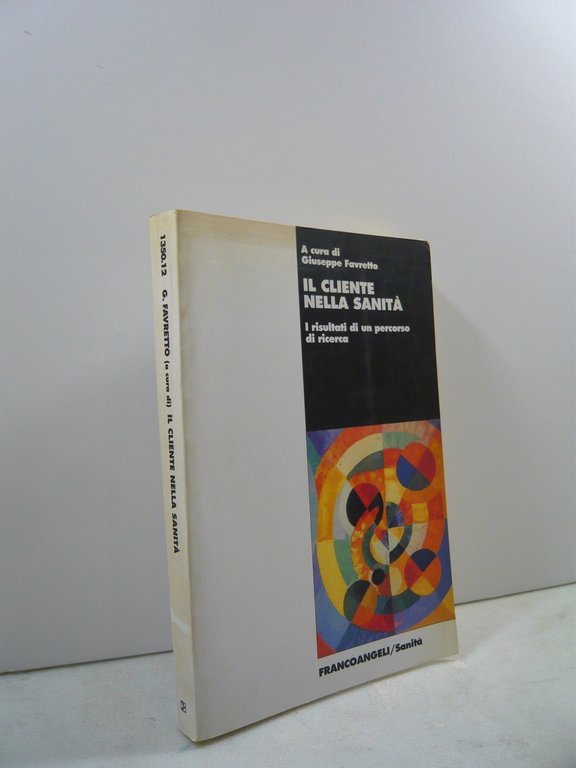 A cura di
Giuseppe Favretto
IL CLIENTE
NELLA SANITÀ
I risultati di un percorso
di ricerca
FRANCOANGELI/Sanità
1350.12 G. FAVRETTO (a cura di) IL CLIENTE NELLA SANITÀ